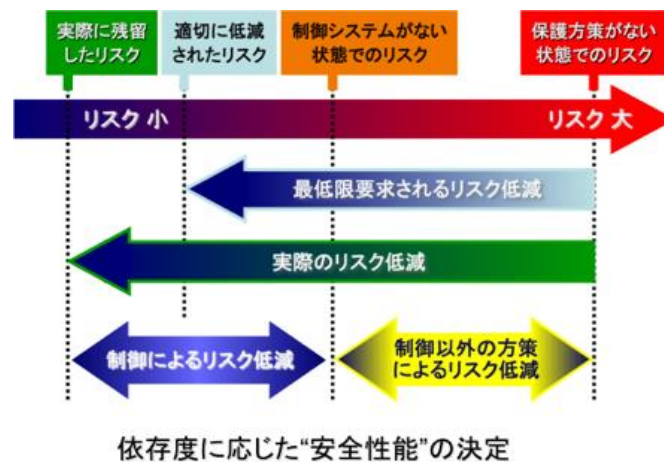 実際に残留
したリスク
適切に低減
されたリスク
制御システムがない
状態でのリスク
保護方策がない
状態でのリスク
リスク 小
リスク 大
最低限要求されるリスク低減
実際のリスク低減
制御によるリスク低減
制御以外の方策
によるリスク低減
依存度に応じた“安全性能”の決定